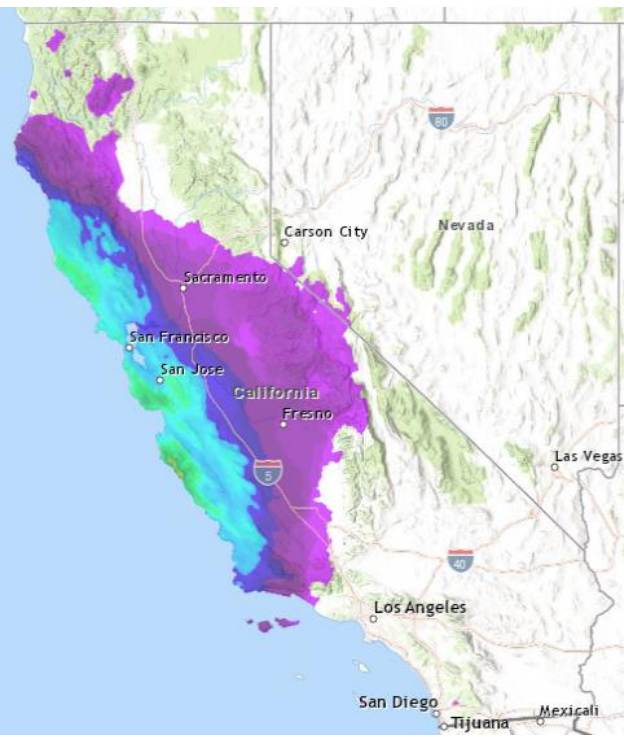 80
Carson City
Nevada
Sacramento
San Francisco
San Jose
California
Fresno
Las Vegas
5
40
Los Angeles
San Diego
Mexicali
Tijuana